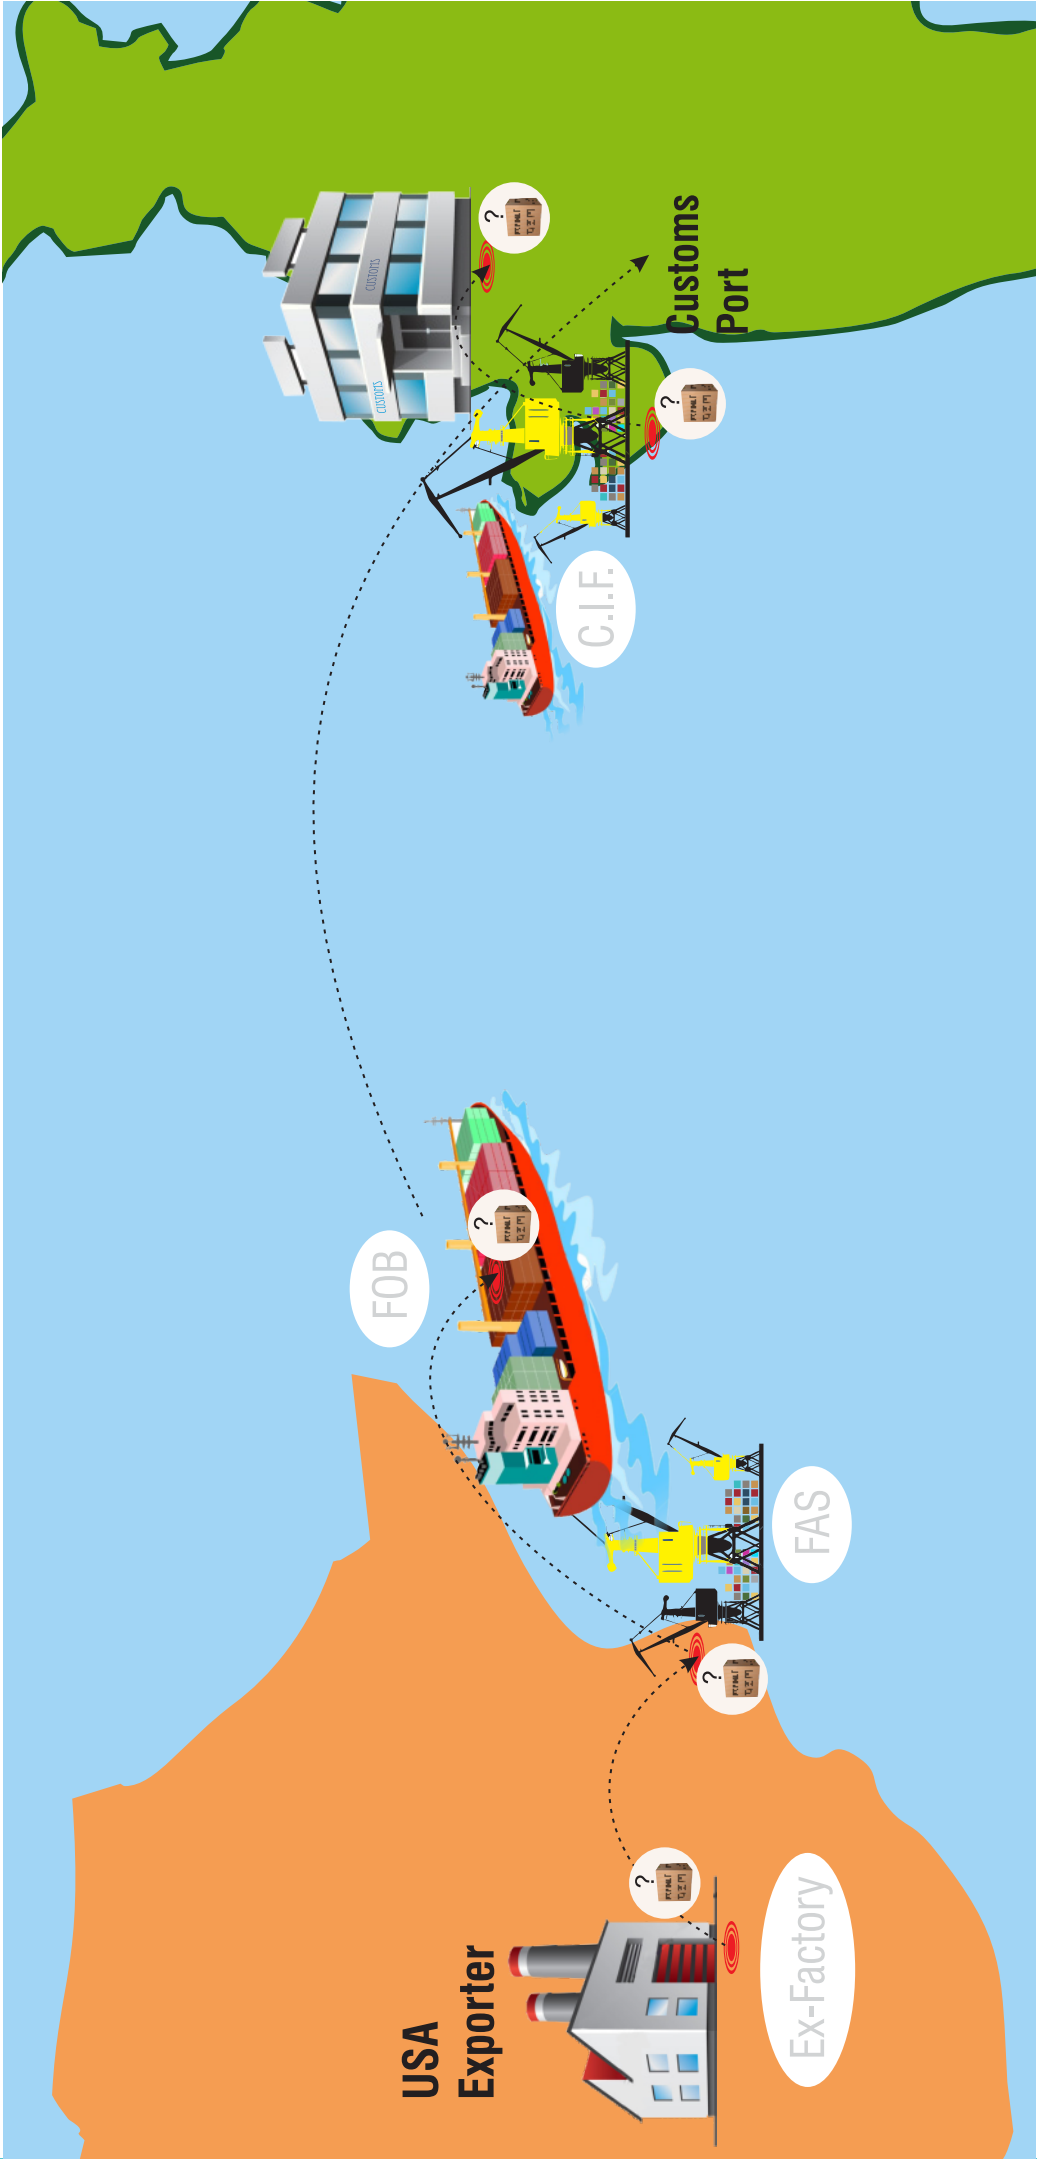 USA
Exporter
Ex-Factory
FAS
FOB
C.I.F.
Customs
Port
CUSTOMS
CUSTOMS
?
?
?
?
?